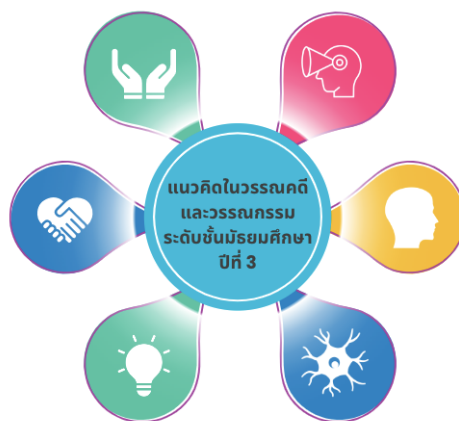 แนวคิดในวรรณคดี
และวรรณกรรม
ระดับชั้นมัธยมศึกษา
ปีที่ 3